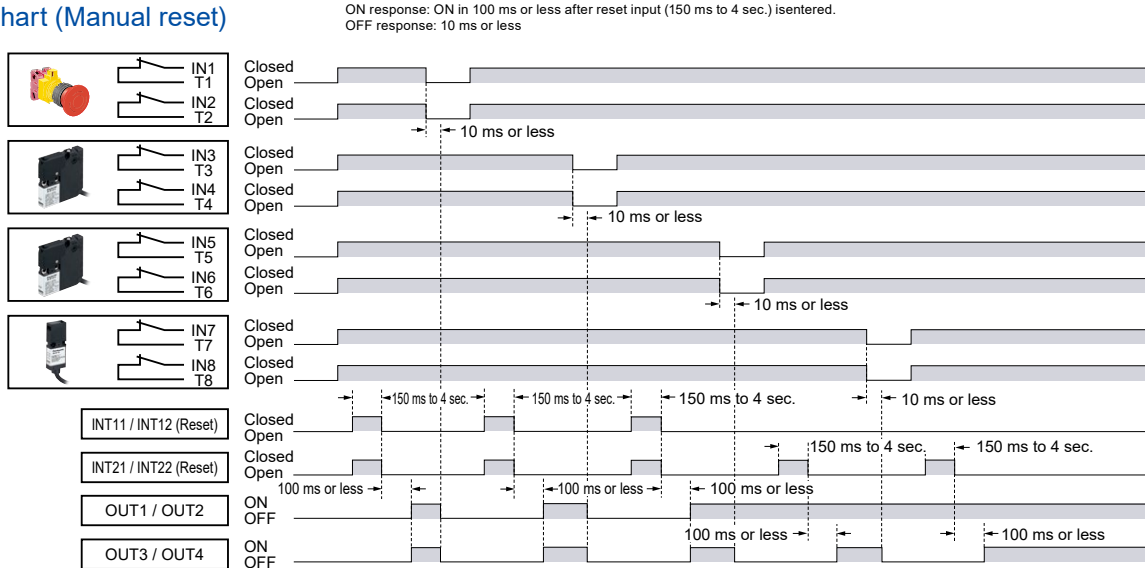 hart (Manual reset)
ON response: ON in 100 ms or less after reset input (150 ms to 4 sec.) isentered.
OFF response: 10 ms or less
IN1 Closed
T1 Open
IN2 Closed
T2 Open
10 ms or less
IN3 Closed
T3 Open
IN4 Closed
T4 Open
10 ms or less
IN5 Closed
T5 Open
IN6 Closed
T6 Open
10 ms or less
IN7 Closed
T7 Open
IN8 Closed
T8 Open
150 ms to 4 sec. 150 ms to 4 sec. 150 ms to 4 sec. 10 ms or less
INT11 / INT12 (Reset) Closed
Open
INT21 / INT22 (Reset) Closed
Open
150 ms to 4 sec. 150 ms to 4 sec.
100 ms or less 100 ms or less 100 ms or less
OUT1 / OUT2 ON
OFF
100 ms or less 100 ms or less
OUT3 / OUT4 ON
OFF